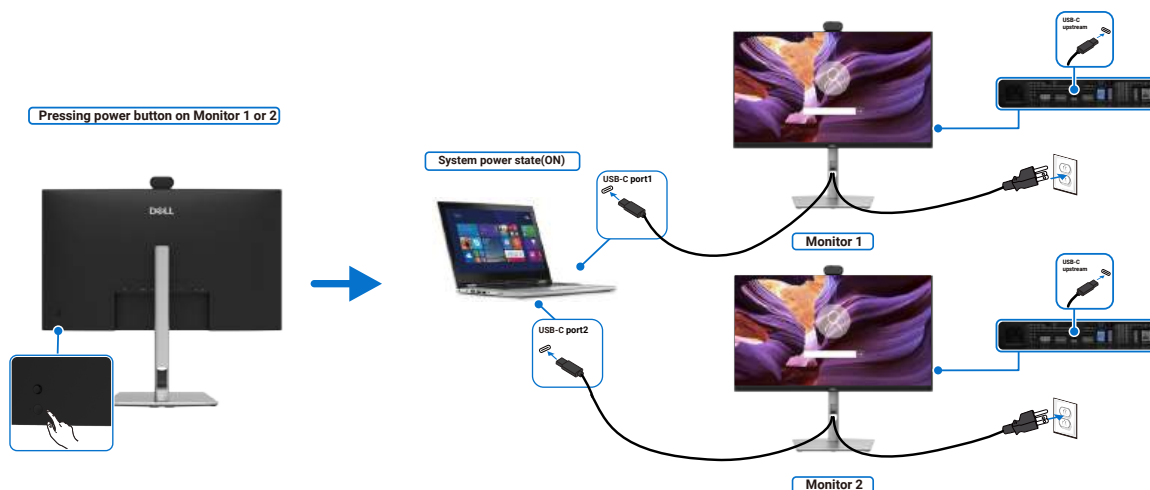 Pressing power button on Monitor 1 or 2
DELL
System power state(ON)
USB-C port1
USB-C
upstream
Monitor 1
USB-C port2
USB-C
upstream
Monitor 2